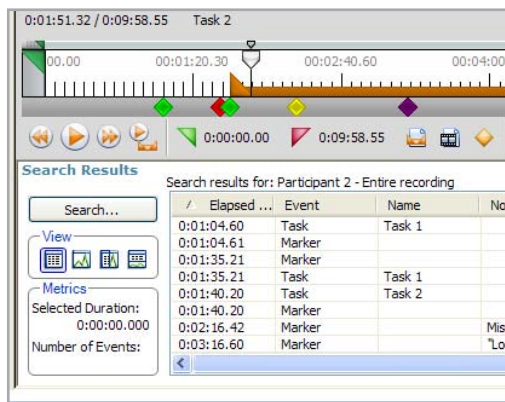 0:01:51.32 / 0:09:58.55 Task 2
00.00 00:01:20.30 00:02:40.60 00:04:00
0:00:00.00 0:09:58.55
Search Results
Search results for: Participant 2 - Entire recording
Search...
Elapsed ... Event Name No
0:01:04.60 Task Task 1
0:01:04.61 Marker
0:01:35.21 Marker
0:01:35.21 Task Task 1
0:01:40.20 Task Task 2
0:01:40.20 Marker
0:02:16.42 Marker Mis
0:03:16.60 Marker "Lo
View
Metrics
Selected Duration:
0:00:00.000
Number of Events: